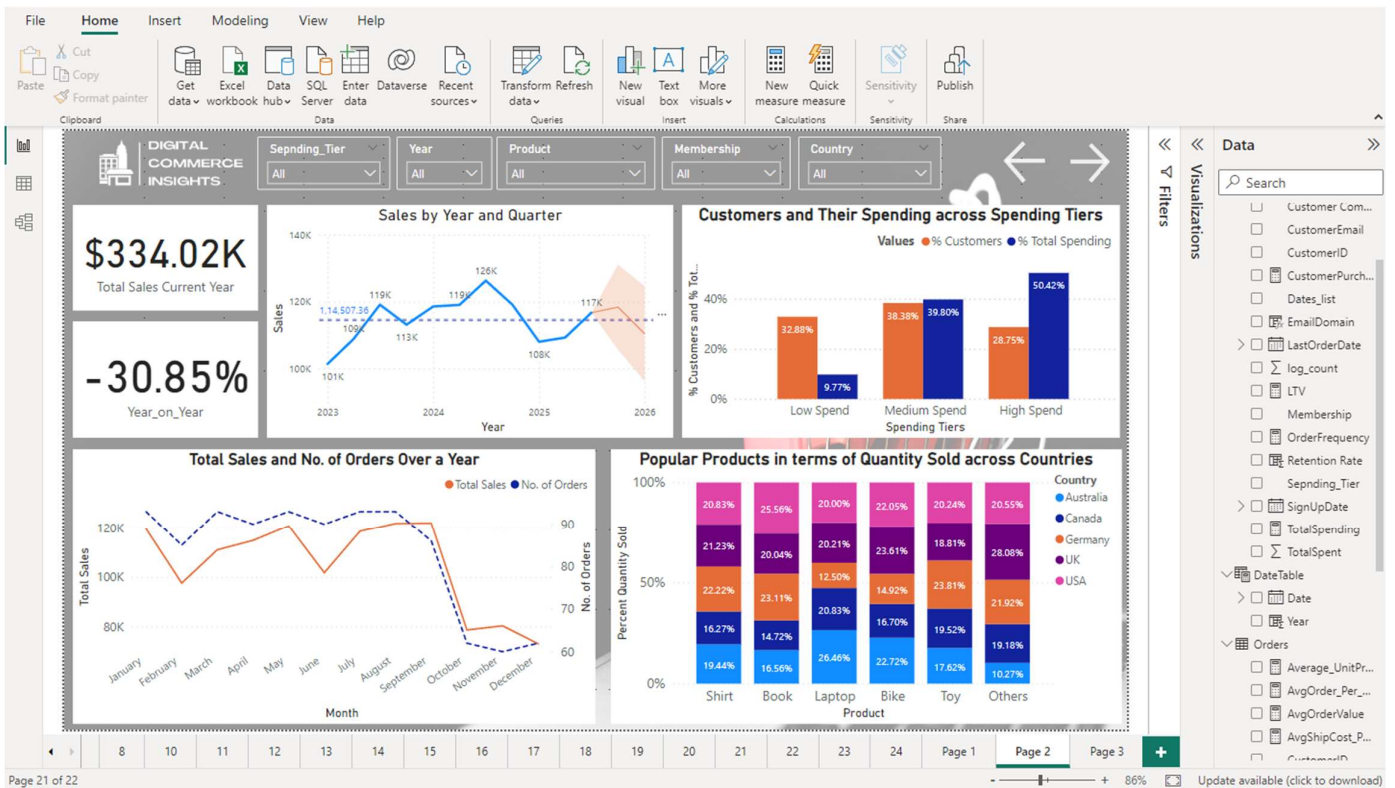 File Home Insert Modeling View Help
Paste
Cut
Copy
Format painter
Clipboard
Get data
Excel workbook
Data hub
SQL Server
Enter data
Dataverse
Recent sources
Data
Transform data
Refresh
Queries
New visual
Text box
More visuals
Insert
New measure
Quick measure
Calculations
Sensitivity
Sensitivity
Publish
Share
DIGITAL
COMMERCE
INSIGHTS
Sepnding_Tier
All
Year
All
Product
All
Membership
All
Country
All
$334.02K
Total Sales Current Year
-30.85%
Year_on_Year
Sales by Year and Quarter
Sales
140K
120K
100K
1,14,507.36
101K
109K
119K
113K
119K
126K
108K
117K
2023 2024 2025 2026
Year
Customers and Their Spending across Spending Tiers
Values % Customers % Total Spending
% Customers and % Tot...
40%
20%
0%
32.88% 9.77%
38.38% 39.80%
28.75% 50.42%
Low Spend Medium Spend High Spend
Spending Tiers
Total Sales and No. of Orders Over a Year
Total Sales No. of Orders
Total Sales
120K
100K
80K
90
80
70
60
No. of Orders
January February March April May June July August September October November December
Month
Popular Products in terms of Quantity Sold across Countries
Percent Quantity Sold
100%
50%
0%
20.83% 25.56% 20.00% 22.05% 20.24% 20.55%
21.23% 20.04% 20.21% 23.61% 18.81% 28.08%
22.22% 23.11% 12.50% 14.92% 23.81% 21.92%
16.27% 14.72% 20.83% 16.70% 19.52% 19.18%
19.44% 16.56% 26.46% 22.72% 17.62% 10.27%
Shirt Book Laptop Bike Toy Others
Product
Country
Australia
Canada
Germany
UK
USA
Filters
Visualizations
Data
Search
Customer Com...
CustomerEmail
CustomerID
CustomerPurch...
Dates_list
EmailDomain
LastOrderDate
log_count
LTV
Membership
OrderFrequency
Retention Rate
Sepnding_Tier
SignUpDate
TotalSpending
TotalSpent
DateTable
Date
Year
Orders
Average_UnitPr...
AvgOrder_Per_...
AvgOrderValue
AvgShipCost_P...
CustomerID
8 10 11 12 13 14 15 16 17 18 19 20 21 22 23 24 Page 1 Page 2 Page 3
Page 21 of 22
- + 86%
Update available (click to download)